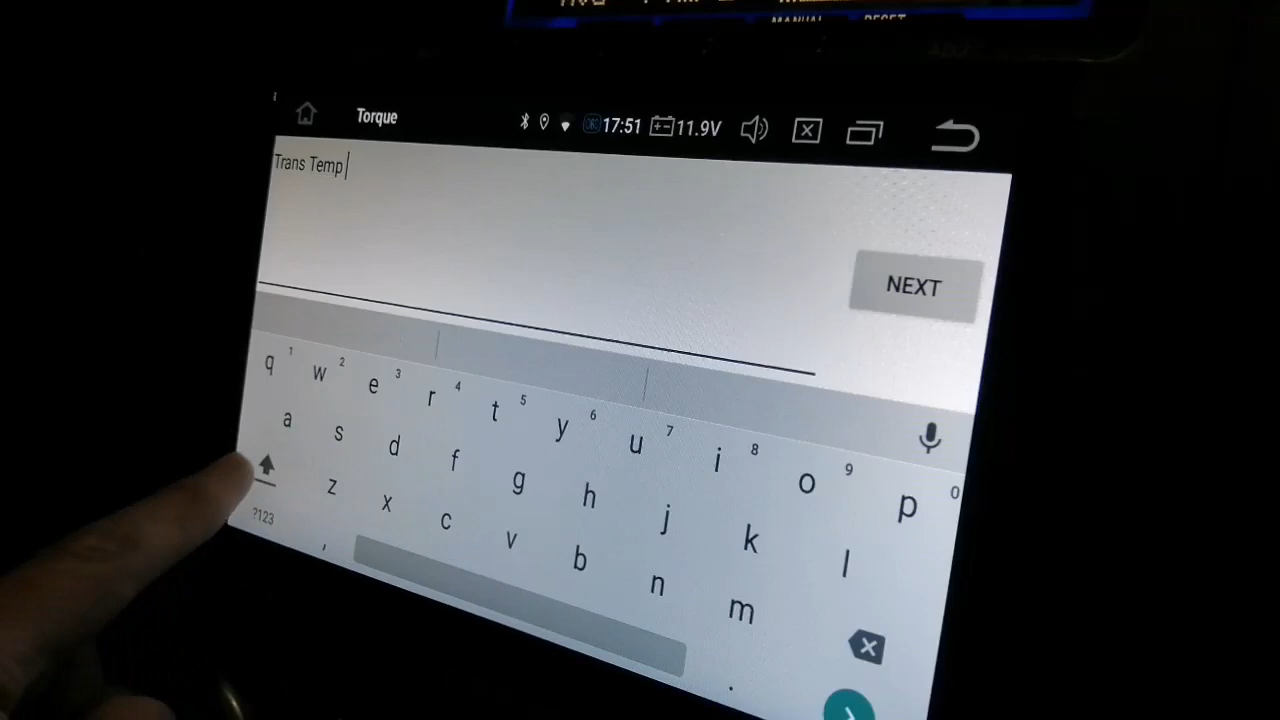 MANUAL RESET
Torque 17:51 11.9V
Trans Temp
NEXT
q 1 w 2 e 3 r 4 t 5 y 6 u 7 i 8 o 9 p 0
a s d f g h j k l
z x c v b n m
?123 , .